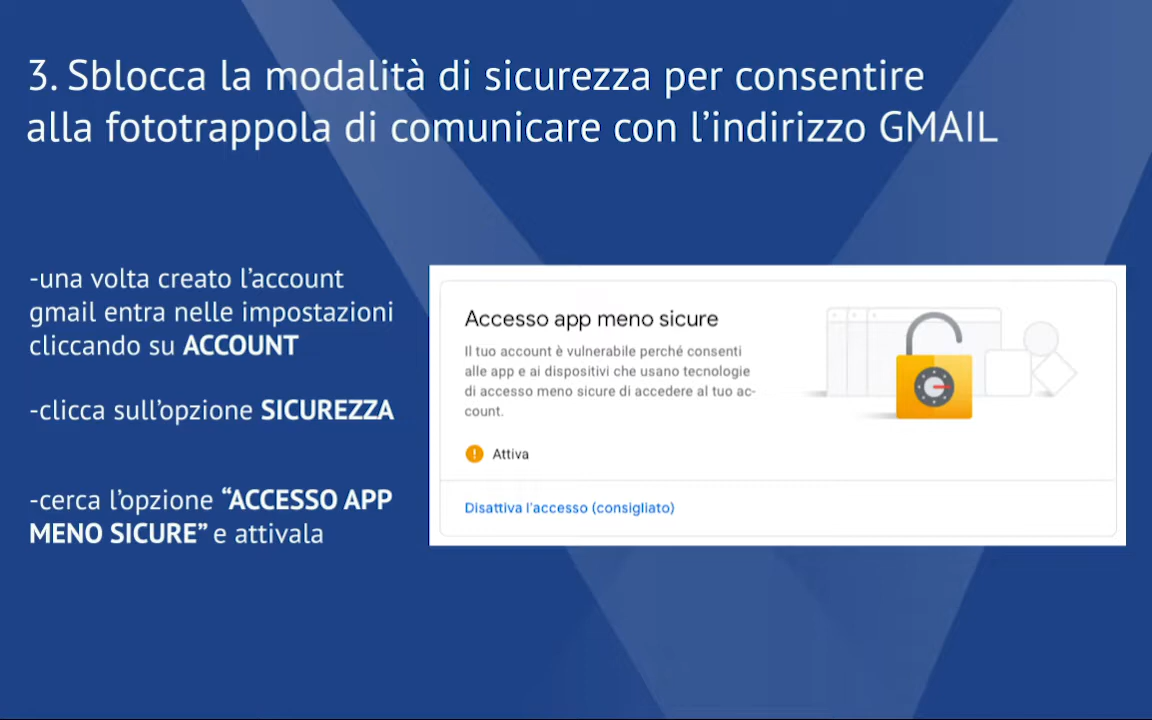 3. Sblocca la modalità di sicurezza per consentire
alla fototrappola di comunicare con l'indirizzo GMAIL
-una volta creato l'account
gmail entra nelle impostazioni
cliccando su ACCOUNT
-clicca sull'opzione SICUREZZA
-cerca l'opzione “ACCESSO APP
MENO SICURE” e attivala
Accesso app meno sicure
Il tuo account è vulnerabile perché consenti
alle app e ai dispositivi che usano tecnologie
di accesso meno sicure di accedere al tuo ac-
count.
Attiva
Disattiva l'accesso (consigliato)